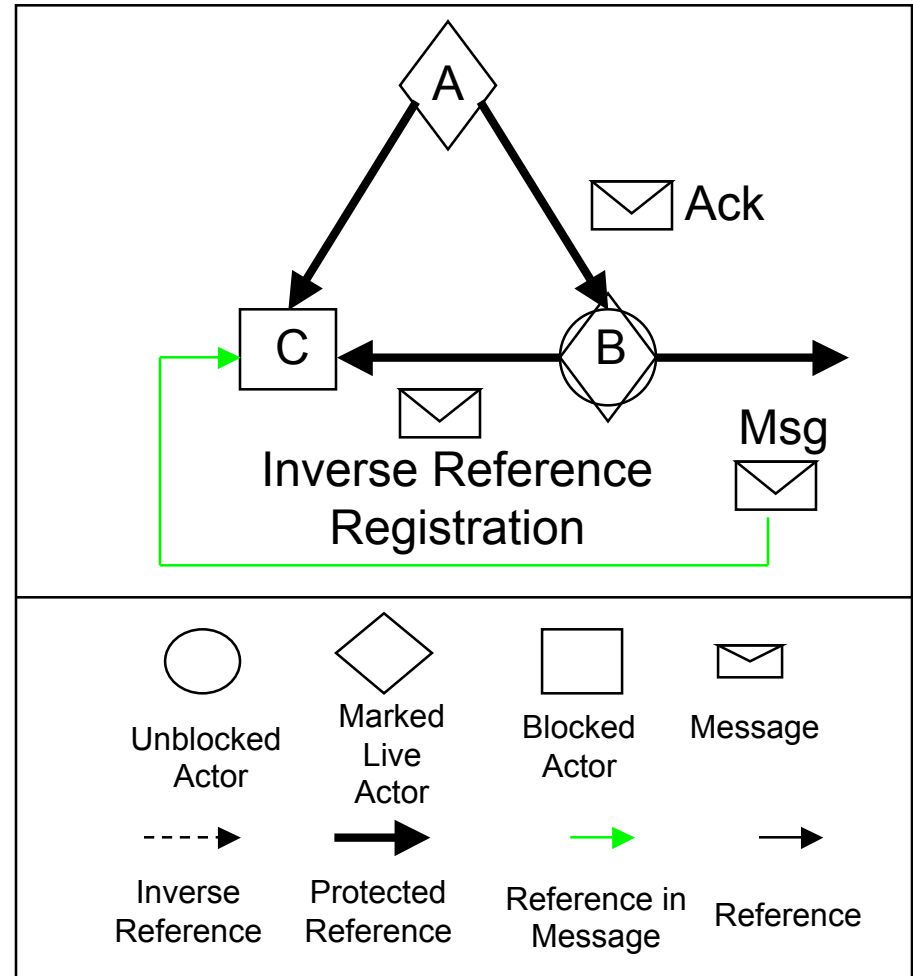 A
Ack
C
B
Msg
Inverse Reference
Registration
Unblocked
Actor
Marked
Live
Actor
Blocked
Actor
Message
Inverse
Reference
Protected
Reference
Reference in
Message
Reference